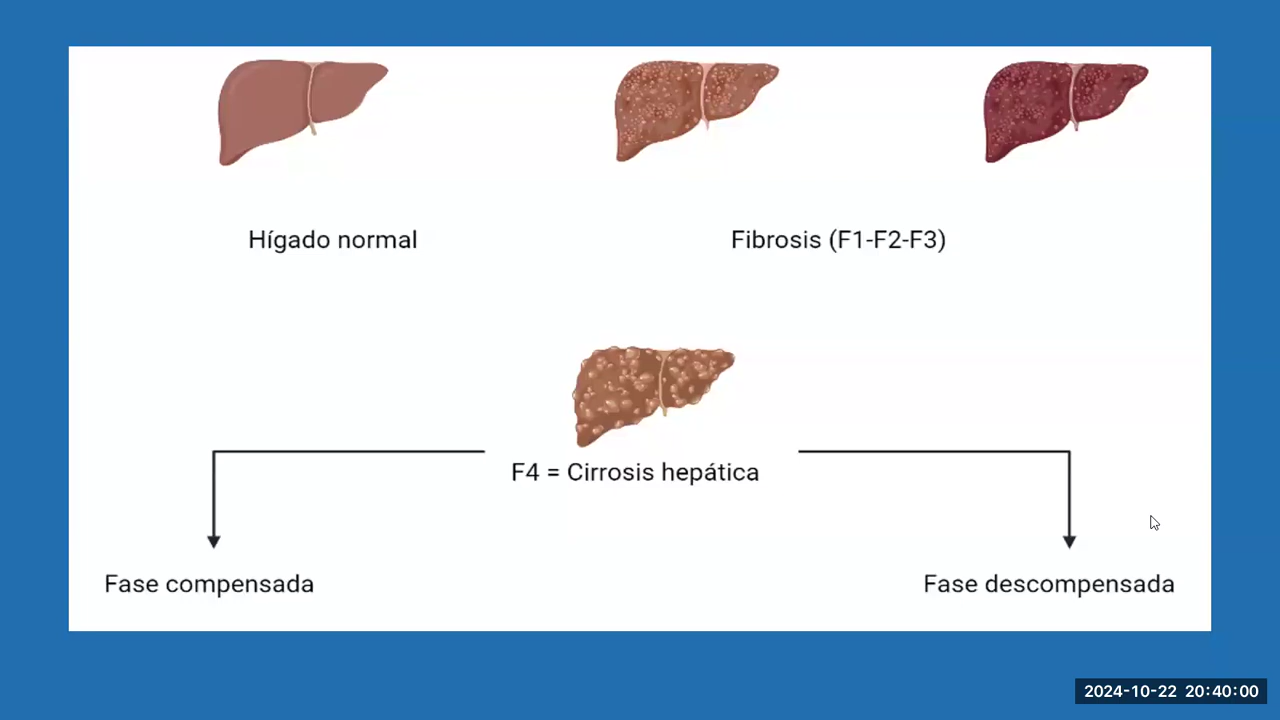 Hígado normal
Fibrosis (F1-F2-F3)
F4 = Cirrosis hepática
Fase compensada
Fase descompensada
2024-10-22 20:40:00